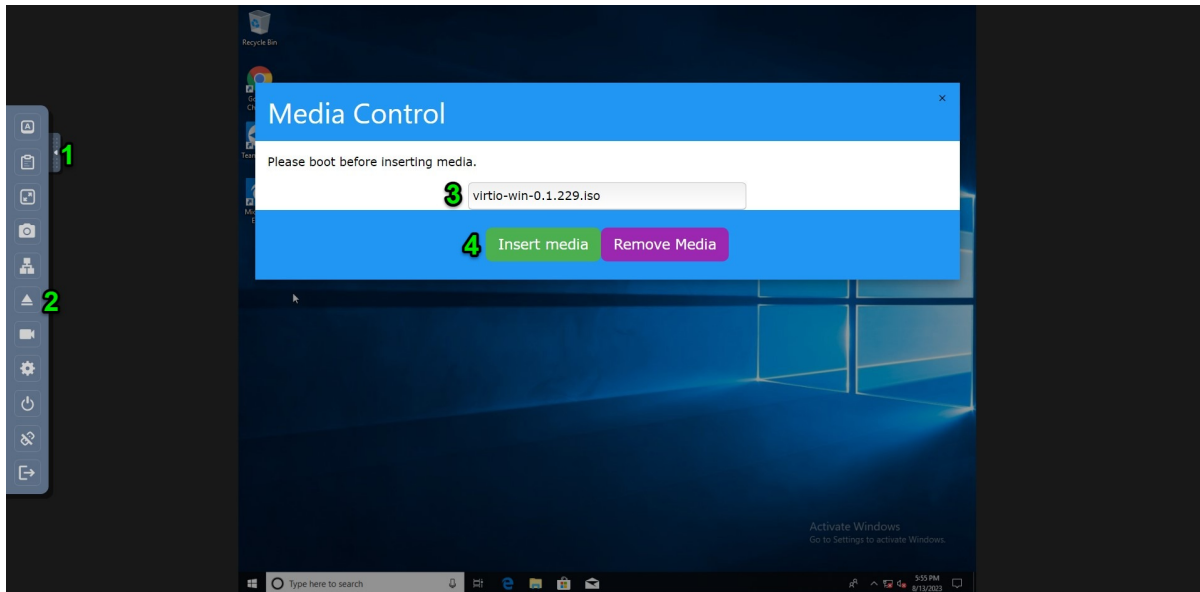 Recycle Bin
Media Control
×
Please boot before inserting media.
1
3
virtio-win-0.1.229.iso
4
Insert media
Remove Media
2
A
Activate Windows
Go to Settings to activate Windows.
Type here to search
5:55 PM
8/13/2023